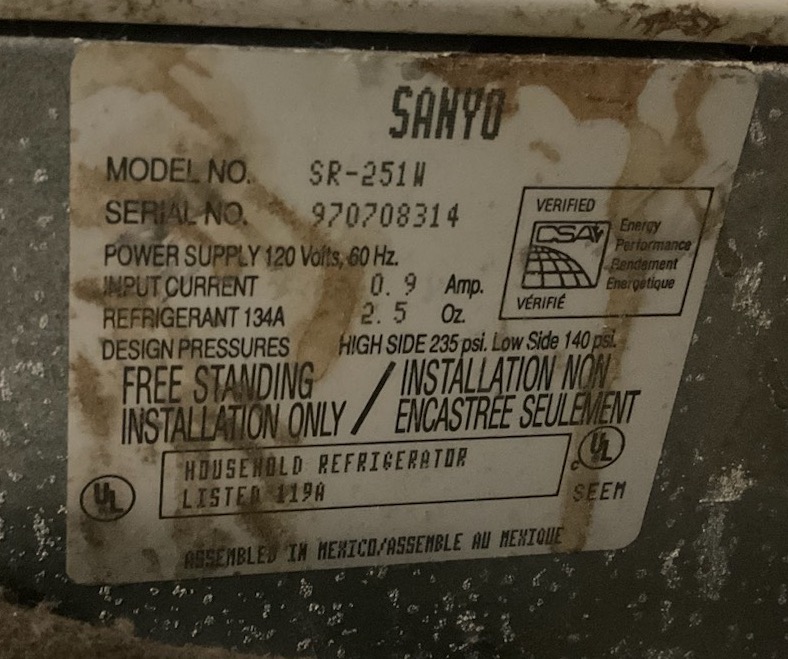 SANYO
MODEL NO. SR-251W
SERIAL NO. 970708314
POWER SUPPLY 120 Volts, 60 Hz.
INPUT CURRENT 0.9 Amp.
REFRIGERANT 134A 2.5 Oz.
DESIGN PRESSURES HIGH SIDE 235 psi. Low Side 140 psi.
VERIFIED
CSA
Energy
Performance
Rendement
Énergétique
VERIFIÉ
FREE STANDING / INSTALLATION NON
INSTALLATION ONLY ENCASTREE SEULEMENT
UL
HOUSEHOLD REFRIGERATOR
LISTED 119A
c UL
SEEM
ASSEMBLED IN MEXICO/ASSEMBLE AU MEXIQUE